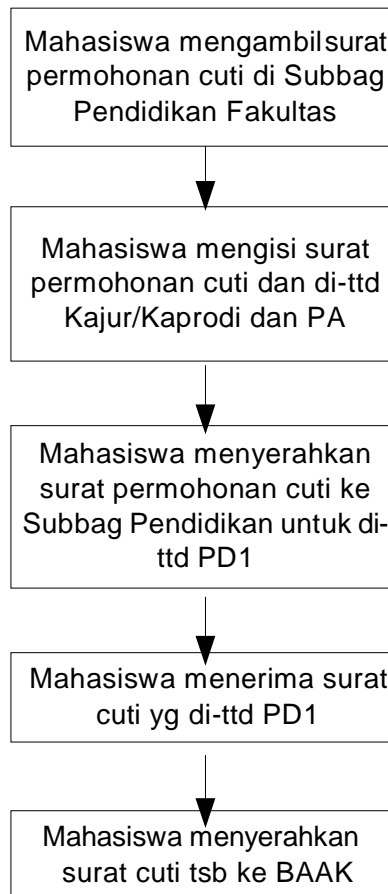 Mahasiswa mengambil surat
permohonan cuti di Subbag
Pendidikan Fakultas
Mahasiswa mengisi surat
permohonan cuti dan di-ttd
Kajur/Kaprodi dan PA
Mahasiswa menyerahkan
surat permohonan cuti ke
Subbag Pendidikan untuk di-
ttd PD1
Mahasiswa menerima surat
cuti yg di-ttd PD1
Mahasiswa menyerahkan
surat cuti tsb ke BAAK